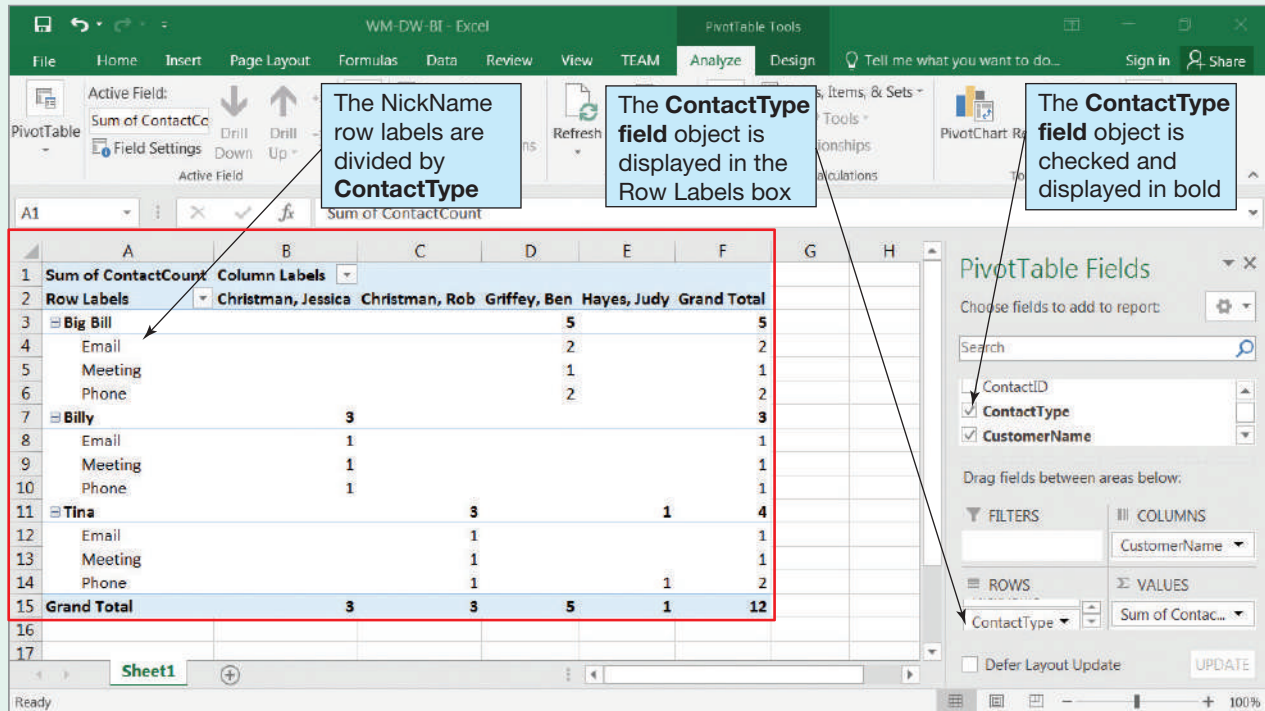 WM-DW-BI - Excel
PivotTable Tools
File Home Insert Page Layout Formulas Data Review View TEAM Analyze Design Tell me what you want to do... Sign in Share
PivotTable
Active Field:
Sum of ContactCo
Field Settings
Drill Down
Drill Up
Active Field
Refresh
Items, & Sets
Tools
PivotChart
The NickName
row labels are
divided by
ContactType
The ContactType
field object is
displayed in the
Row Labels box
The ContactType
field object is
checked and
displayed in bold
A1 fx Sum of ContactCount
A B C D E F G H
1 Sum of ContactCount Column Labels
2 Row Labels Christman, Jessica Christman, Rob Griffey, Ben Hayes, Judy Grand Total
3 Big Bill 5 5
4 Email 2 2
5 Meeting 1 1
6 Phone 2 2
7 Billy 3 3
8 Email 1 1
9 Meeting 1 1
10 Phone 1 1
11 Tina 3 1 4
12 Email 1 1
13 Meeting 1 1
14 Phone 1 1 2
15 Grand Total 3 3 5 1 12
16
17
PivotTable Fields
Choose fields to add to report:
Search
ContactID
ContactType
CustomerName
Drag fields between areas below:
FILTERS
COLUMNS
CustomerName
ROWS
ContactType
Σ VALUES
Sum of Contac...
Defer Layout Update
UPDATE
Sheet1
Ready
100%